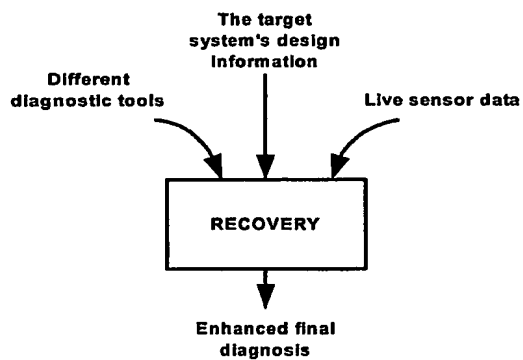 The target
system's design
Information
Different
diagnostic tools
Live sensor data
RECOVERY
Enhanced final
diagnosis